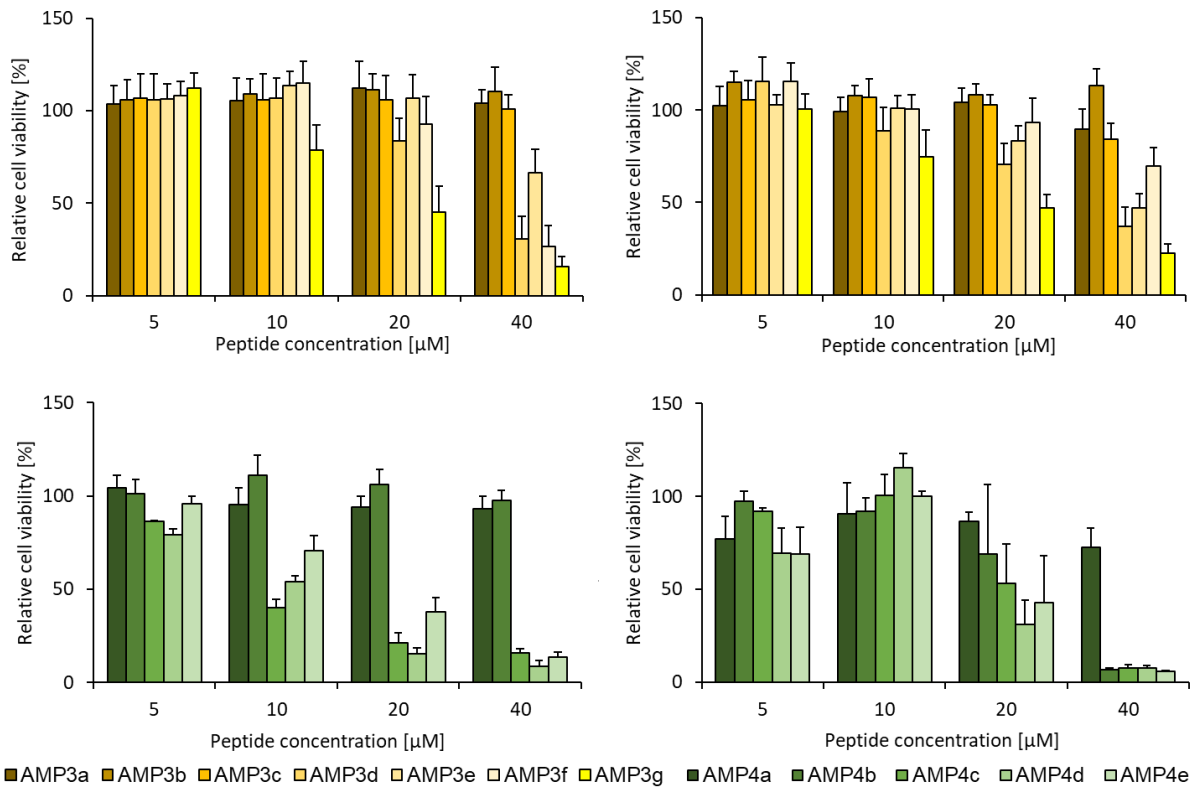 150
100
50
0
Relative cell viability [%]
5 10 20 40
Peptide concentration [µM]
150
100
50
0
Relative cell viability [%]
5 10 20 40
Peptide concentration [µM]
150
100
50
0
Relative cell viability [%]
5 10 20 40
Peptide concentration [µM]
150
100
50
0
Relative cell viability [%]
5 10 20 40
Peptide concentration [µM]
AMP3a AMP3b AMP3c AMP3d AMP3e AMP3f AMP3g AMP4a AMP4b AMP4c AMP4d AMP4e